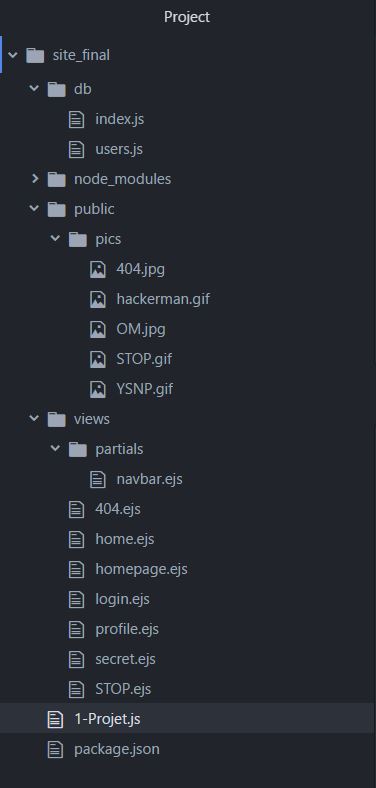 Project
site_final
db
index.js
users.js
node_modules
public
pics
404.jpg
hackerman.gif
OM.jpg
STOP.gif
YSNP.gif
views
partials
navbar.ejs
404.ejs
home.ejs
homepage.ejs
login.ejs
profile.ejs
secret.ejs
STOP.ejs
1-Projet.js
package.json